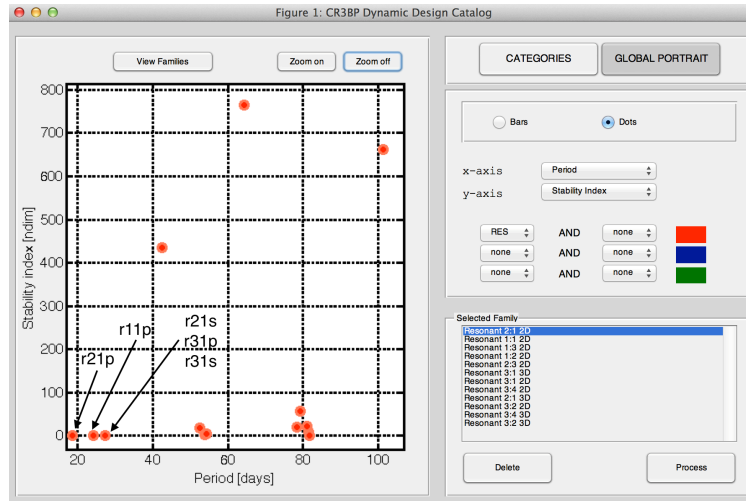 Figure 1: CR3BP Dynamic Design Catalog
View Families
Zoom on
Zoom off
800
700
600
500
400
300
200
100
0
Stability index [ndim]
r21p
r11p
r21s
r31p
r31s
20
40
60
80
100
Period [days]
CATEGORIES
GLOBAL PORTRAIT
Bars
Dots
x-axis
Period
y-axis
Stability Index
RES
AND
none
none
AND
none
none
AND
none
Selected Family
Resonant 2:1 2D
Resonant 1:1 2D
Resonant 1:3 2D
Resonant 1:2 2D
Resonant 2:3 2D
Resonant 3:1 3D
Resonant 3:1 2D
Resonant 3:4 2D
Resonant 2:1 3D
Resonant 3:2 2D
Resonant 3:4 3D
Resonant 3:2 3D
Delete
Process